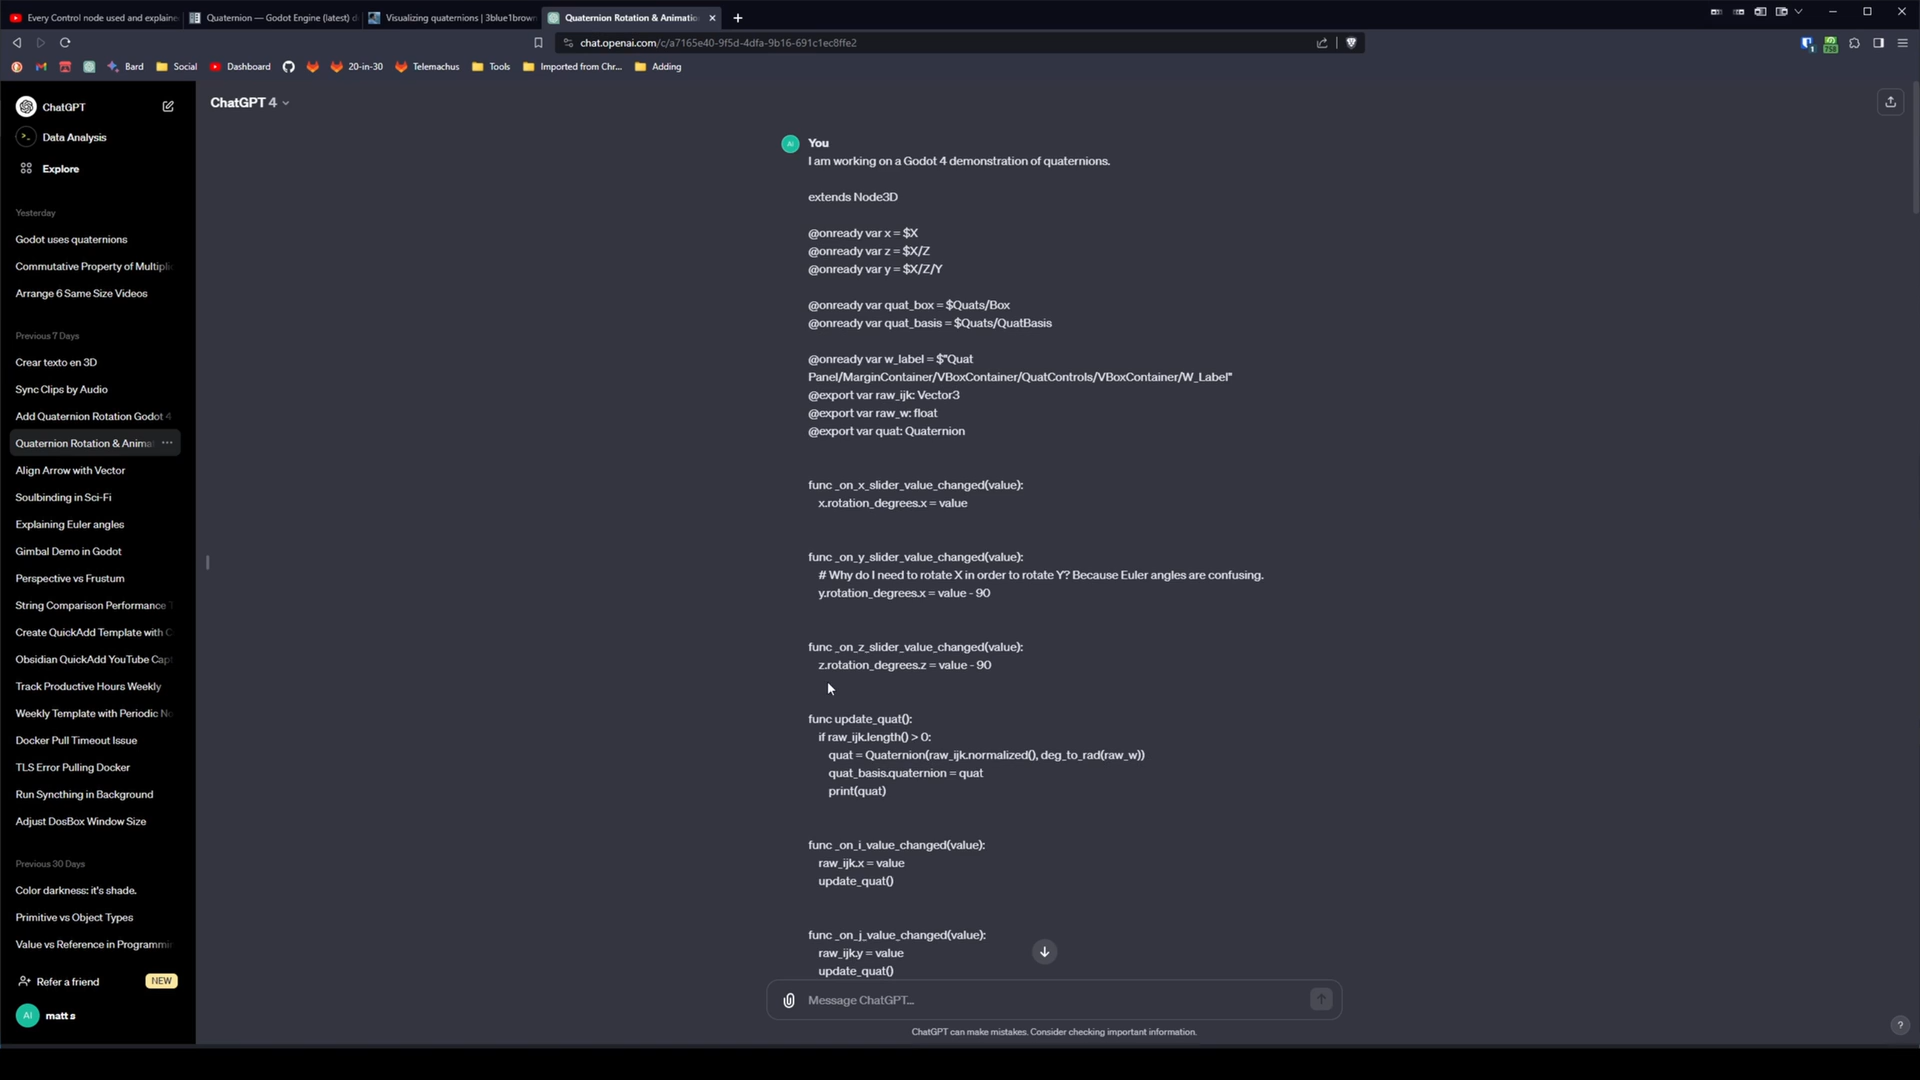 Every Control node used and explaine
Quaternion — Godot Engine (latest) d
Visualizing quaternions | 3blue1brown
Quaternion Rotation & Animatio
chat.openai.com/c/a7165e40-9f5d-4dfa-9b16-691c1ec8ffe2
Bard
Social
Dashboard
20-in-30
Telemachus
Tools
Imported from Chr...
Adding
ChatGPT
Data Analysis
Explore
Yesterday
Godot uses quaternions
Commutative Property of Multipli
Arrange 6 Same Size Videos
Previous 7 Days
Crear texto en 3D
Sync Clips by Audio
Add Quaternion Rotation Godot 4
Quaternion Rotation & Anima
Align Arrow with Vector
Soulbinding in Sci-Fi
Explaining Euler angles
Gimbal Demo in Godot
Perspective vs Frustum
String Comparison Performance T
Create QuickAdd Template with C
Obsidian QuickAdd YouTube Capt
Track Productive Hours Weekly
Weekly Template with Periodic No
Docker Pull Timeout Issue
TLS Error Pulling Docker
Run Syncthing in Background
Adjust DosBox Window Size
Previous 30 Days
Color darkness: it's shade.
Primitive vs Object Types
Value vs Reference in Programmin
Refer a friend
NEW
AI
matt s
ChatGPT 4
AI
You
I am working on a Godot 4 demonstration of quaternions.
extends Node3D
@onready var x = $X
@onready var z = $X/Z
@onready var y = $X/Z/Y
@onready var quat_box = $Quats/Box
@onready var quat_basis = $Quats/QuatBasis
@onready var w_label = $"Quat
Panel/MarginContainer/VBoxContainer/QuatControls/VBoxContainer/W_Label"
@export var raw_ijk: Vector3
@export var raw_w: float
@export var quat: Quaternion
func _on_x_slider_value_changed(value):
x.rotation_degrees.x = value
func _on_y_slider_value_changed(value):
# Why do I need to rotate X in order to rotate Y? Because Euler angles are confusing.
y.rotation_degrees.x = value - 90
func _on_z_slider_value_changed(value):
z.rotation_degrees.z = value - 90
func update_quat():
if raw_ijk.length() > 0:
quat = Quaternion(raw_ijk.normalized(), deg_to_rad(raw_w))
quat_basis.quaternion = quat
print(quat)
func _on_i_value_changed(value):
raw_ijk.x = value
update_quat()
func _on_j_value_changed(value):
raw_ijk.y = value
update_quat()
Message ChatGPT...
ChatGPT can make mistakes. Consider checking important information.
?